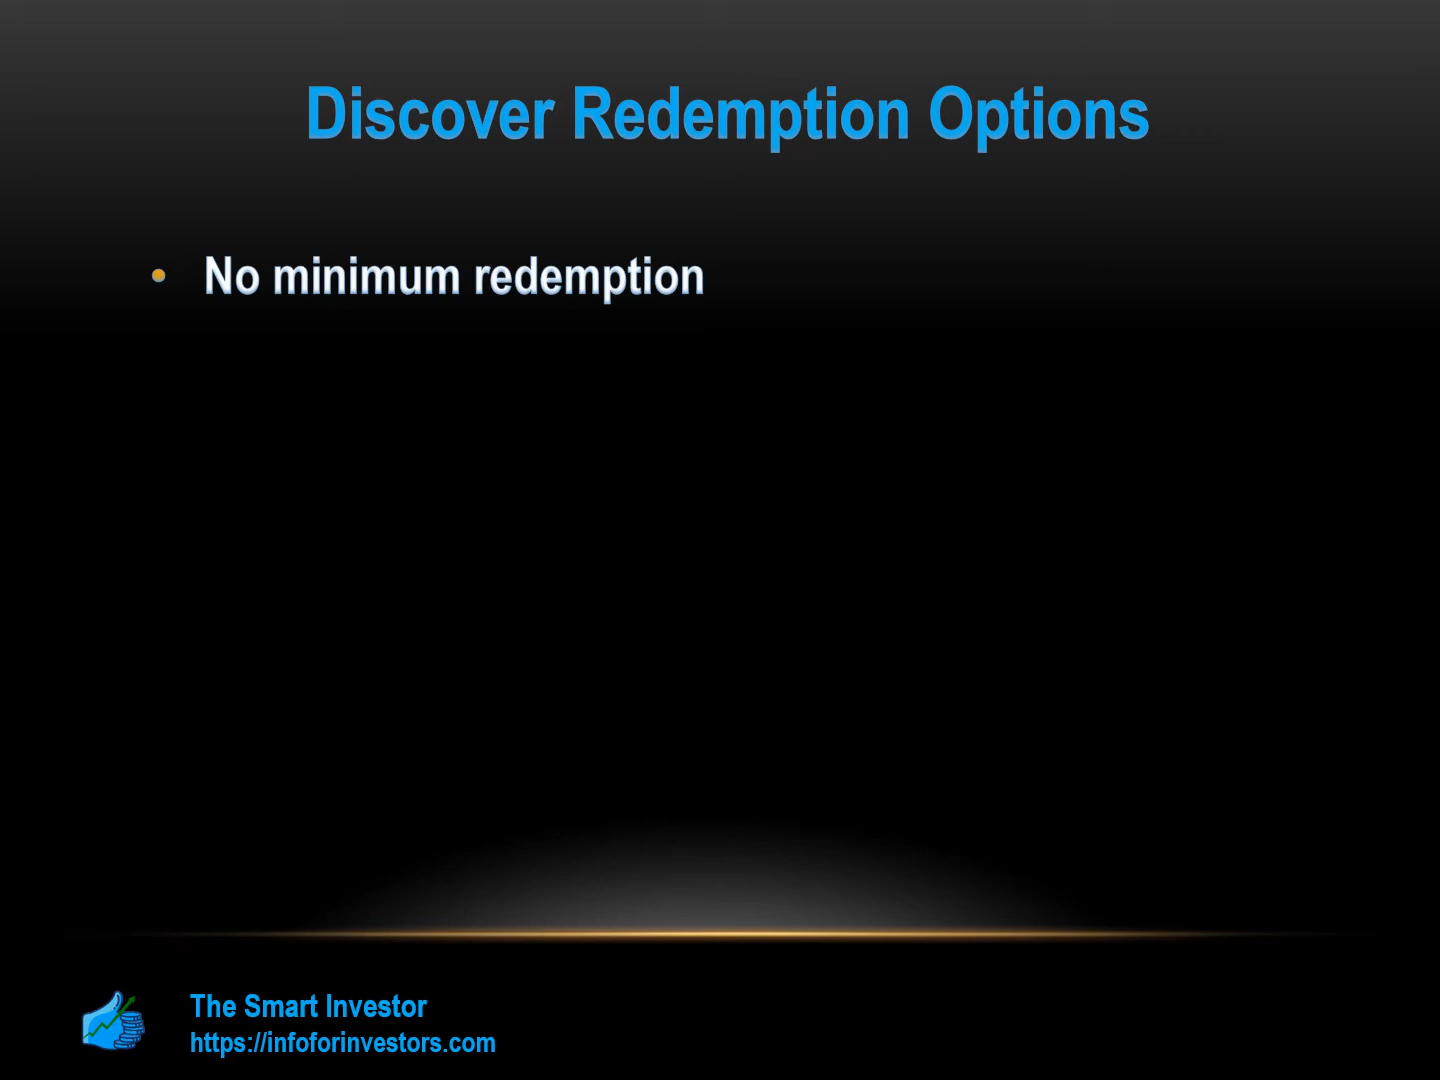 Discover Redemption Options
• No minimum redemption
The Smart Investor
https://infoforinvestors.com